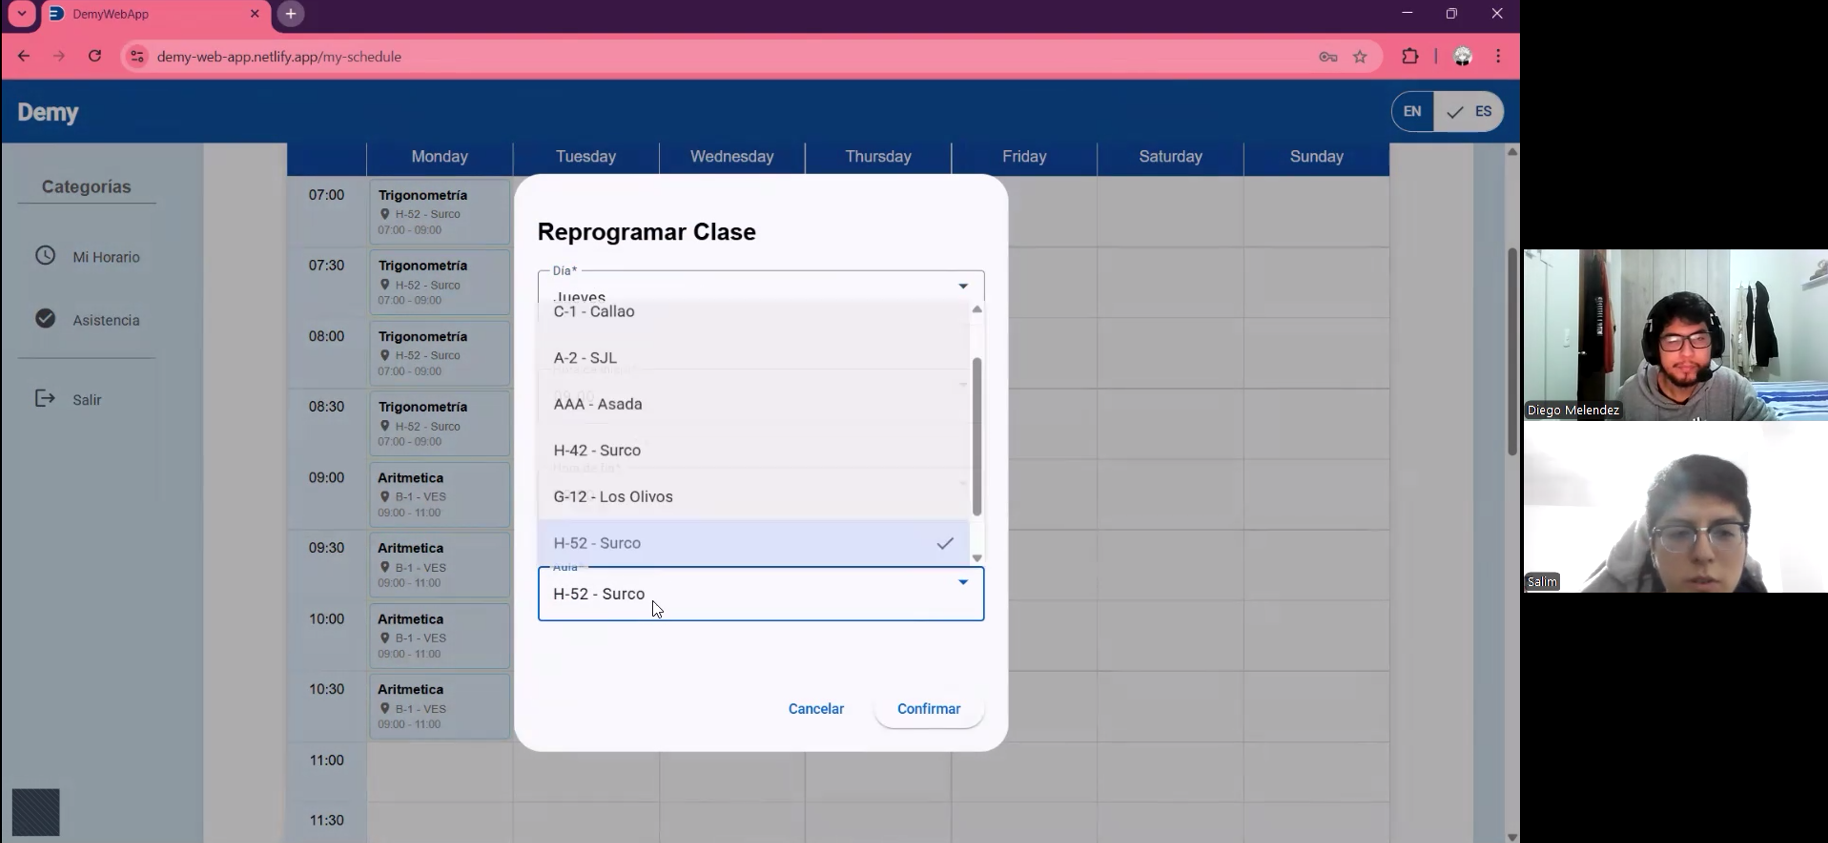 DemyWebApp
demy-web-app.netlify.app/my-schedule
Demy
EN
ES
Categorías
Mi Horario
Asistencia
Salir
Monday Tuesday Wednesday Thursday Friday Saturday Sunday
07:00
Trigonometría
H-52 - Surco
07:00 - 09:00
07:30
Trigonometría
H-52 - Surco
07:00 - 09:00
08:00
Trigonometría
H-52 - Surco
07:00 - 09:00
08:30
Trigonometría
H-52 - Surco
07:00 - 09:00
09:00
Aritmetica
B-1 - VES
09:00 - 11:00
09:30
Aritmetica
B-1 - VES
09:00 - 11:00
10:00
Aritmetica
B-1 - VES
09:00 - 11:00
10:30
Aritmetica
B-1 - VES
09:00 - 11:00
11:00
11:30
Reprogramar Clase
Día*
Jueves
C-1 - Callao
A-2 - SJL
AAA - Asada
H-42 - Surco
G-12 - Los Olivos
H-52 - Surco
Aula*
H-52 - Surco
Cancelar
Confirmar
Diego Melendez
Salim